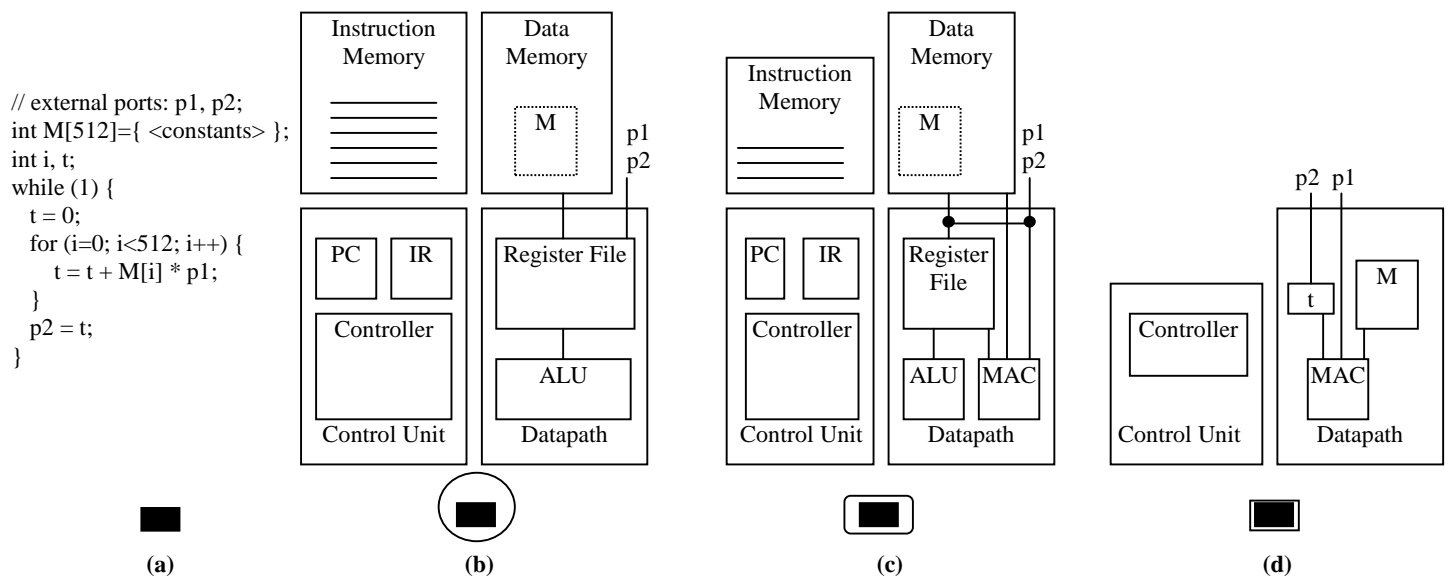 // external ports: p1, p2;
int M[512]={ <constants> };
int i, t;
while (1) {
t = 0;
for (i=0; i<512; i++) {
t = t + M[i] * p1;
}
p2 = t;
}
(a)
Instruction
Memory
Data
Memory
M
p1
p2
PC
IR
Register File
Controller
ALU
Control Unit
Datapath
(b)
Instruction
Memory
Data
Memory
M
p1
p2
PC
IR
Register
File
Controller
ALU
MAC
Control Unit
Datapath
(c)
p2
p1
t
M
Controller
MAC
Control Unit
Datapath
(d)